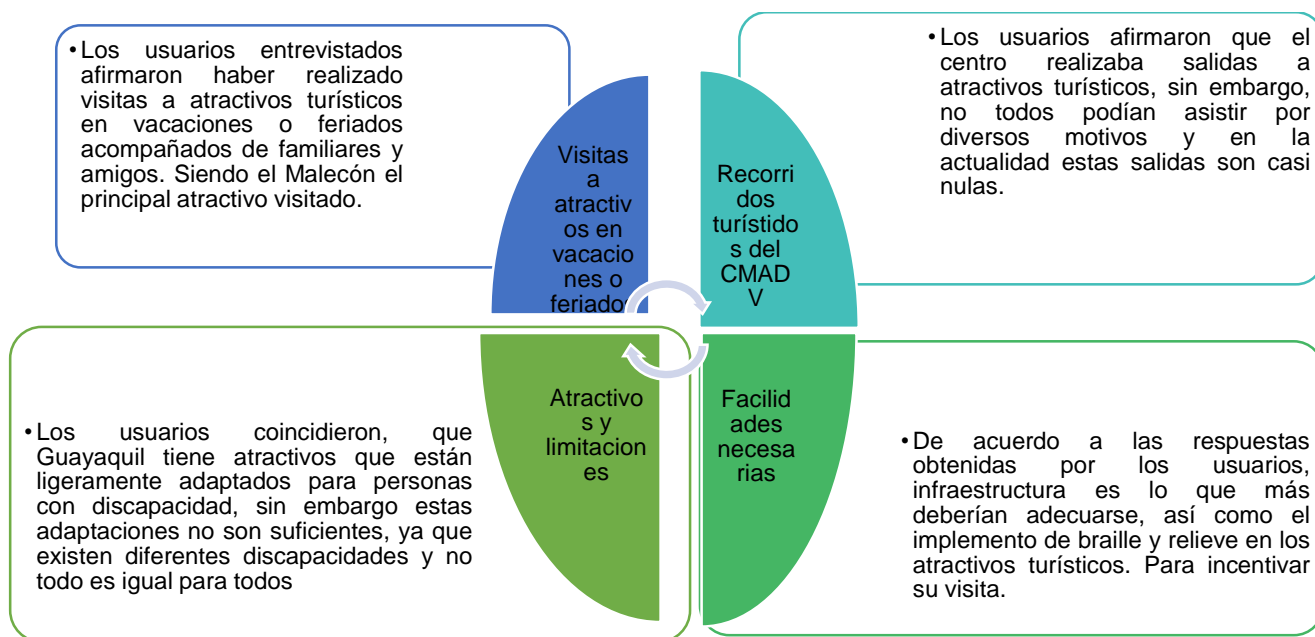 •Los usuarios entrevistados
afirmaron haber realizado
visitas a atractivos turísticos
en vacaciones o feriados
acompañados de familiares y
amigos. Siendo el Malecón el
principal atractivo visitado.
Visitas
a
atractiv
os en
vacacio
nes o
feriados
Recorri
dos
turístido
s del
CMAD
V
•Los usuarios afirmaron que el
centro realizaba salidas a
atractivos turísticos, sin embargo,
no todos podían asistir por
diversos motivos y en la
actualidad estas salidas son casi
nulas.
•Los usuarios coincidieron, que
Guayaquil tiene atractivos que están
ligeramente adaptados para personas
con discapacidad, sin embargo estas
adaptaciones no son suficientes, ya que
existen diferentes discapacidades y no
todo es igual para todos
Atractivo
s y
limitacion
es
Facilid
ades
necesa
rias
•De acuerdo a las respuestas
obtenidas por los usuarios,
infraestructura es lo que más
deberían adecuarse, así como el
implemento de braille y relieve en los
atractivos turísticos. Para incentivar
su visita.